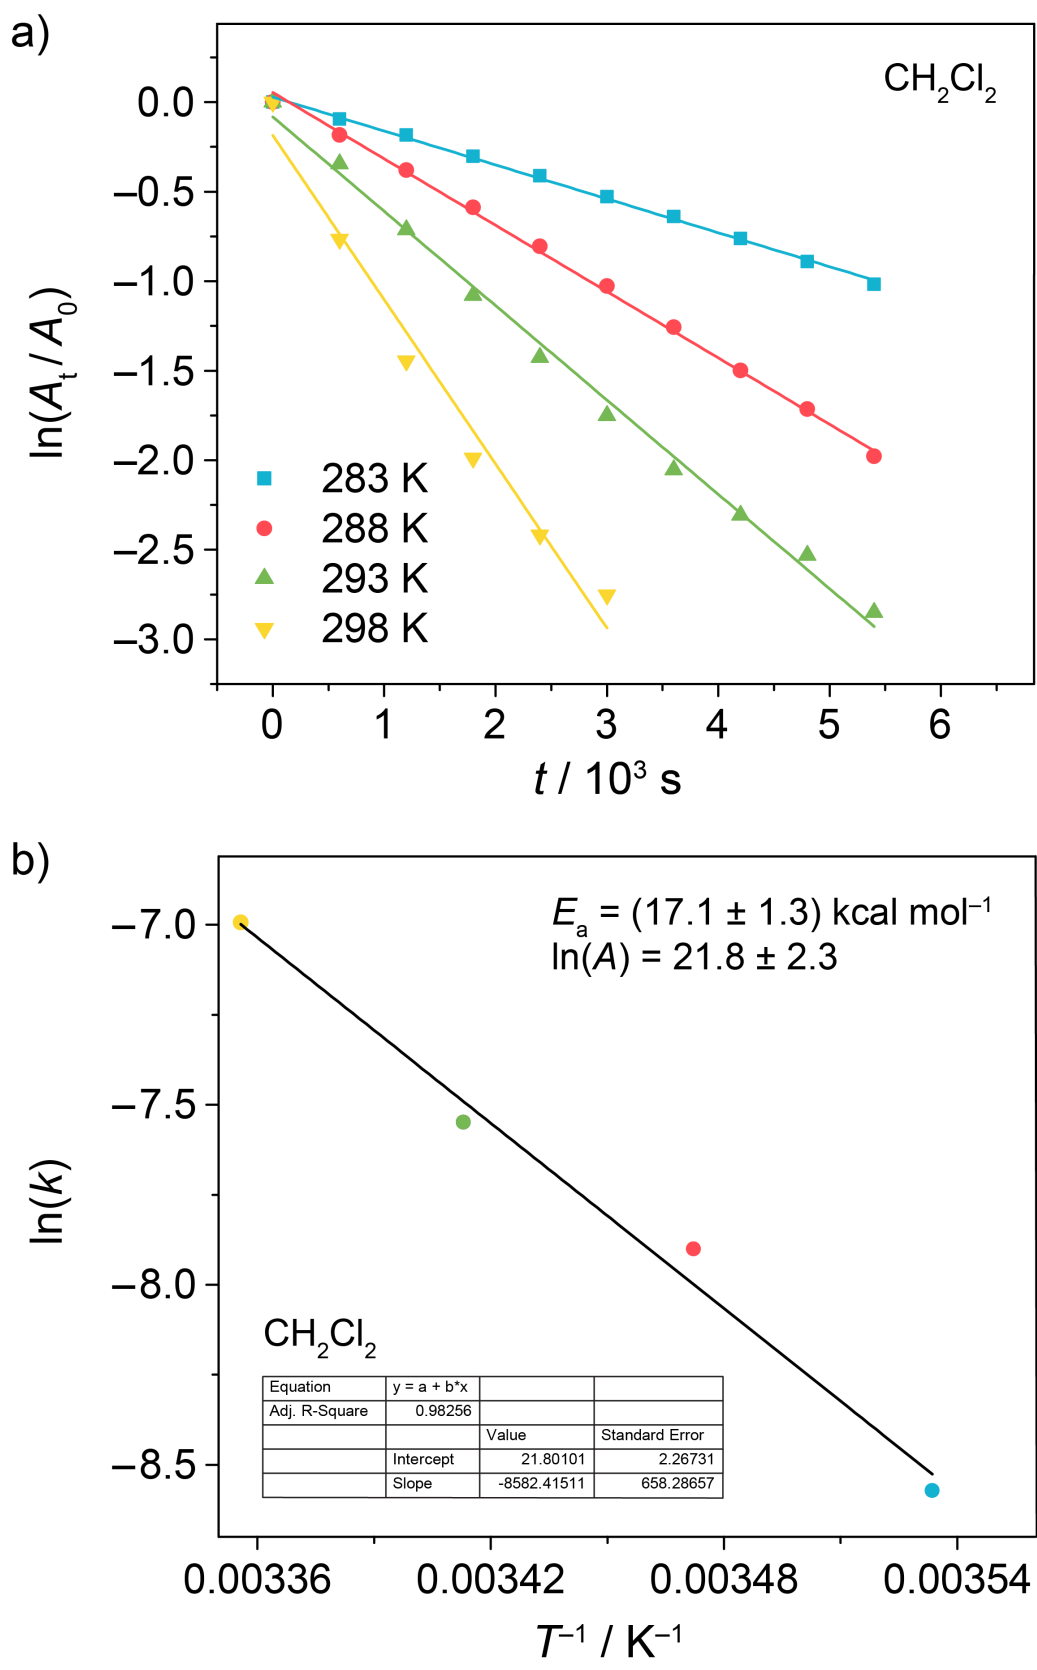 a)
CH₂Cl₂
0.0
–0.5
–1.0
–1.5
–2.0
–2.5
–3.0
ln(Aₜ / A₀)
283 K
288 K
293 K
298 K
0 1 2 3 4 5 6
t / 10³ s
b)
Eₐ = (17.1 ± 1.3) kcal mol⁻¹
ln(A) = 21.8 ± 2.3
–7.0
–7.5
–8.0
–8.5
ln(k)
CH₂Cl₂
Equation y = a + b*x
Adj. R-Square 0.98256
Value Standard Error
Intercept 21.80101 2.26731
Slope -8582.41511 658.28657
0.00336 0.00342 0.00348 0.00354
T⁻¹ / K⁻¹